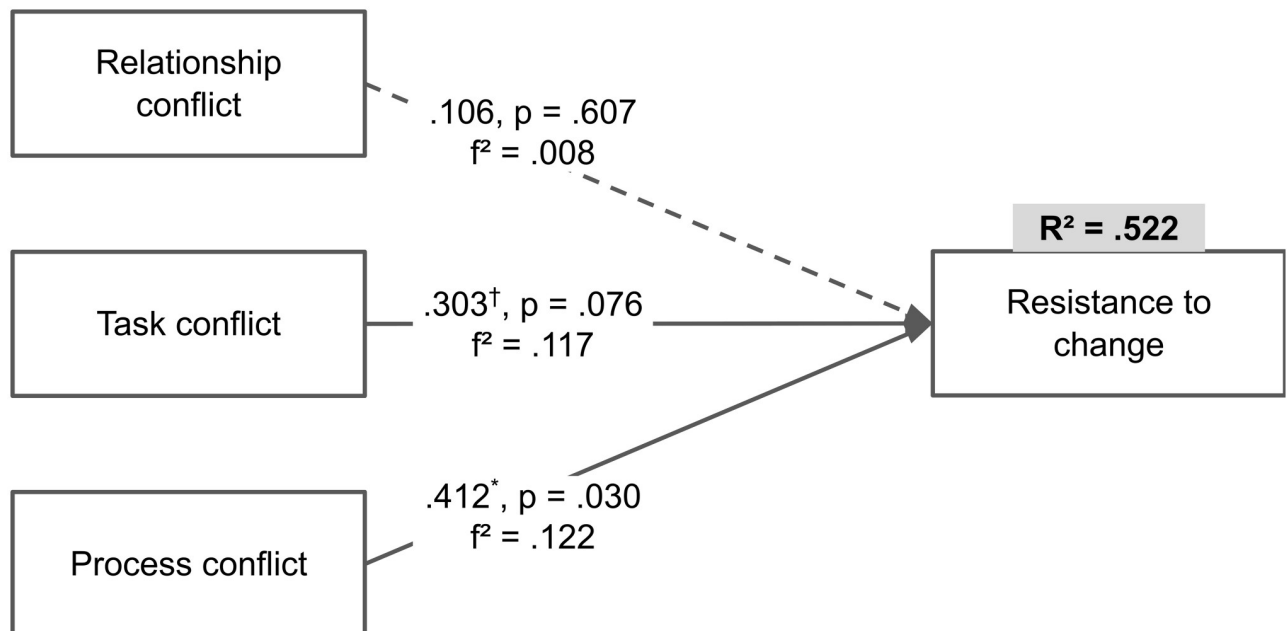 Relationship
conflict
.106, p = .607
f² = .008
R² = .522
Task conflict
.303†, p = .076
f² = .117
Resistance to
change
Process conflict
.412*, p = .030
f² = .122